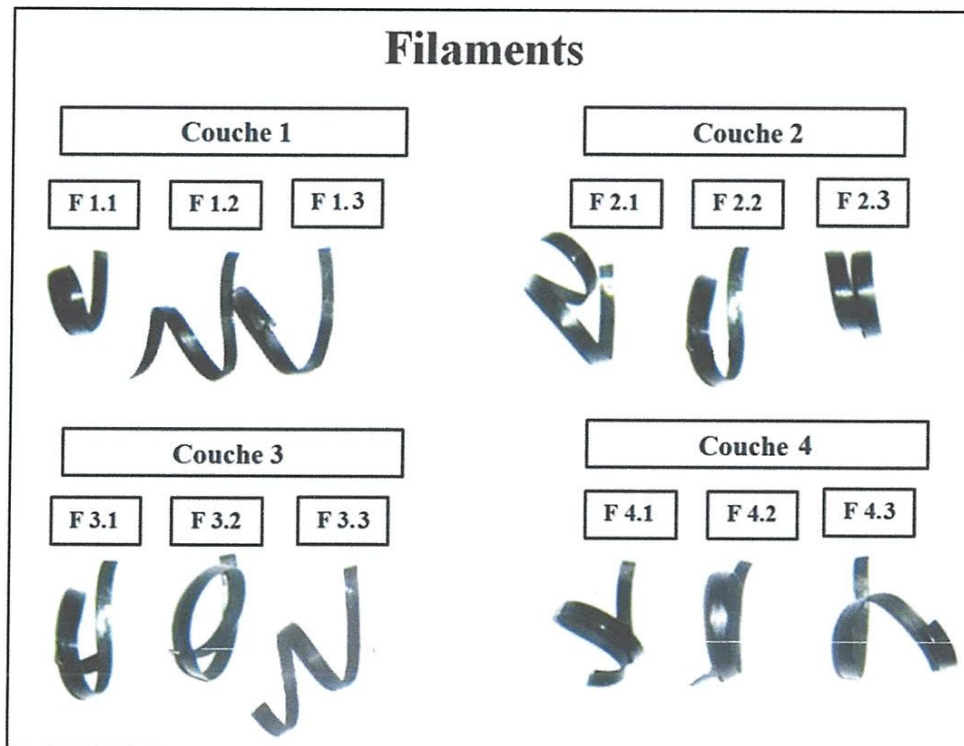 Filaments
Couche 1
Couche 2
F 1.1
F 1.2
F 1.3
F 2.1
F 2.2
F 2.3
Couche 3
Couche 4
F 3.1
F 3.2
F 3.3
F 4.1
F 4.2
F 4.3